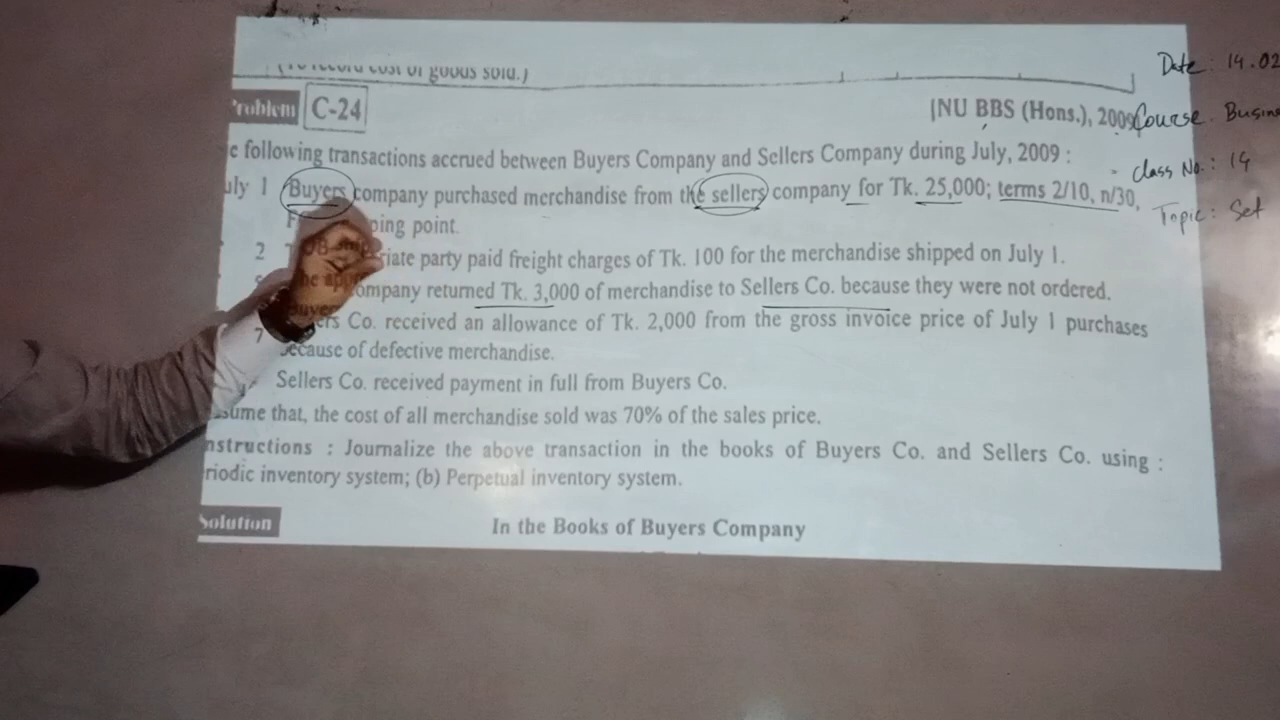 cost of goods sold.)
Problem C-24 [NU BBS (Hons.), 2009
Date: 14.02
Course. Busine
Class No.: 14
Topic: Set
following transactions accrued between Buyers Company and Sellers Company during July, 2009 :
uly 1 Buyers company purchased merchandise from the sellers company for Tk. 25,000; terms 2/10, n/30,
ping point.
2 riate party paid freight charges of Tk. 100 for the merchandise shipped on July 1.
ompany returned Tk. 3,000 of merchandise to Sellers Co. because they were not ordered.
7 ers Co. received an allowance of Tk. 2,000 from the gross invoice price of July 1 purchases
because of defective merchandise.
Sellers Co. received payment in full from Buyers Co.
sume that, the cost of all merchandise sold was 70% of the sales price.
nstructions : Journalize the above transaction in the books of Buyers Co. and Sellers Co. using :
riodic inventory system; (b) Perpetual inventory system.
Solution In the Books of Buyers Company